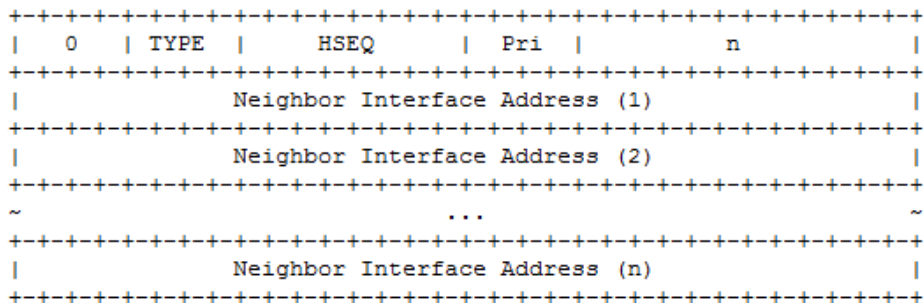 +-+-+-+-+-+-+-+-+-+-+-+-+-+-+-+-+-+-+-+-+-+-+-+-+-+-+
|   0   | TYPE  |     HSEQ      |  Pri  |          n           |
+-+-+-+-+-+-+-+-+-+-+-+-+-+-+-+-+-+-+-+-+-+-+-+-+-+-+
|               Neighbor Interface Address (1)               |
+-+-+-+-+-+-+-+-+-+-+-+-+-+-+-+-+-+-+-+-+-+-+-+-+-+-+
|               Neighbor Interface Address (2)               |
+-+-+-+-+-+-+-+-+-+-+-+-+-+-+-+-+-+-+-+-+-+-+-+-+-+-+
~                             ...                             ~
+-+-+-+-+-+-+-+-+-+-+-+-+-+-+-+-+-+-+-+-+-+-+-+-+-+-+
|               Neighbor Interface Address (n)               |
+-+-+-+-+-+-+-+-+-+-+-+-+-+-+-+-+-+-+-+-+-+-+-+-+-+-+